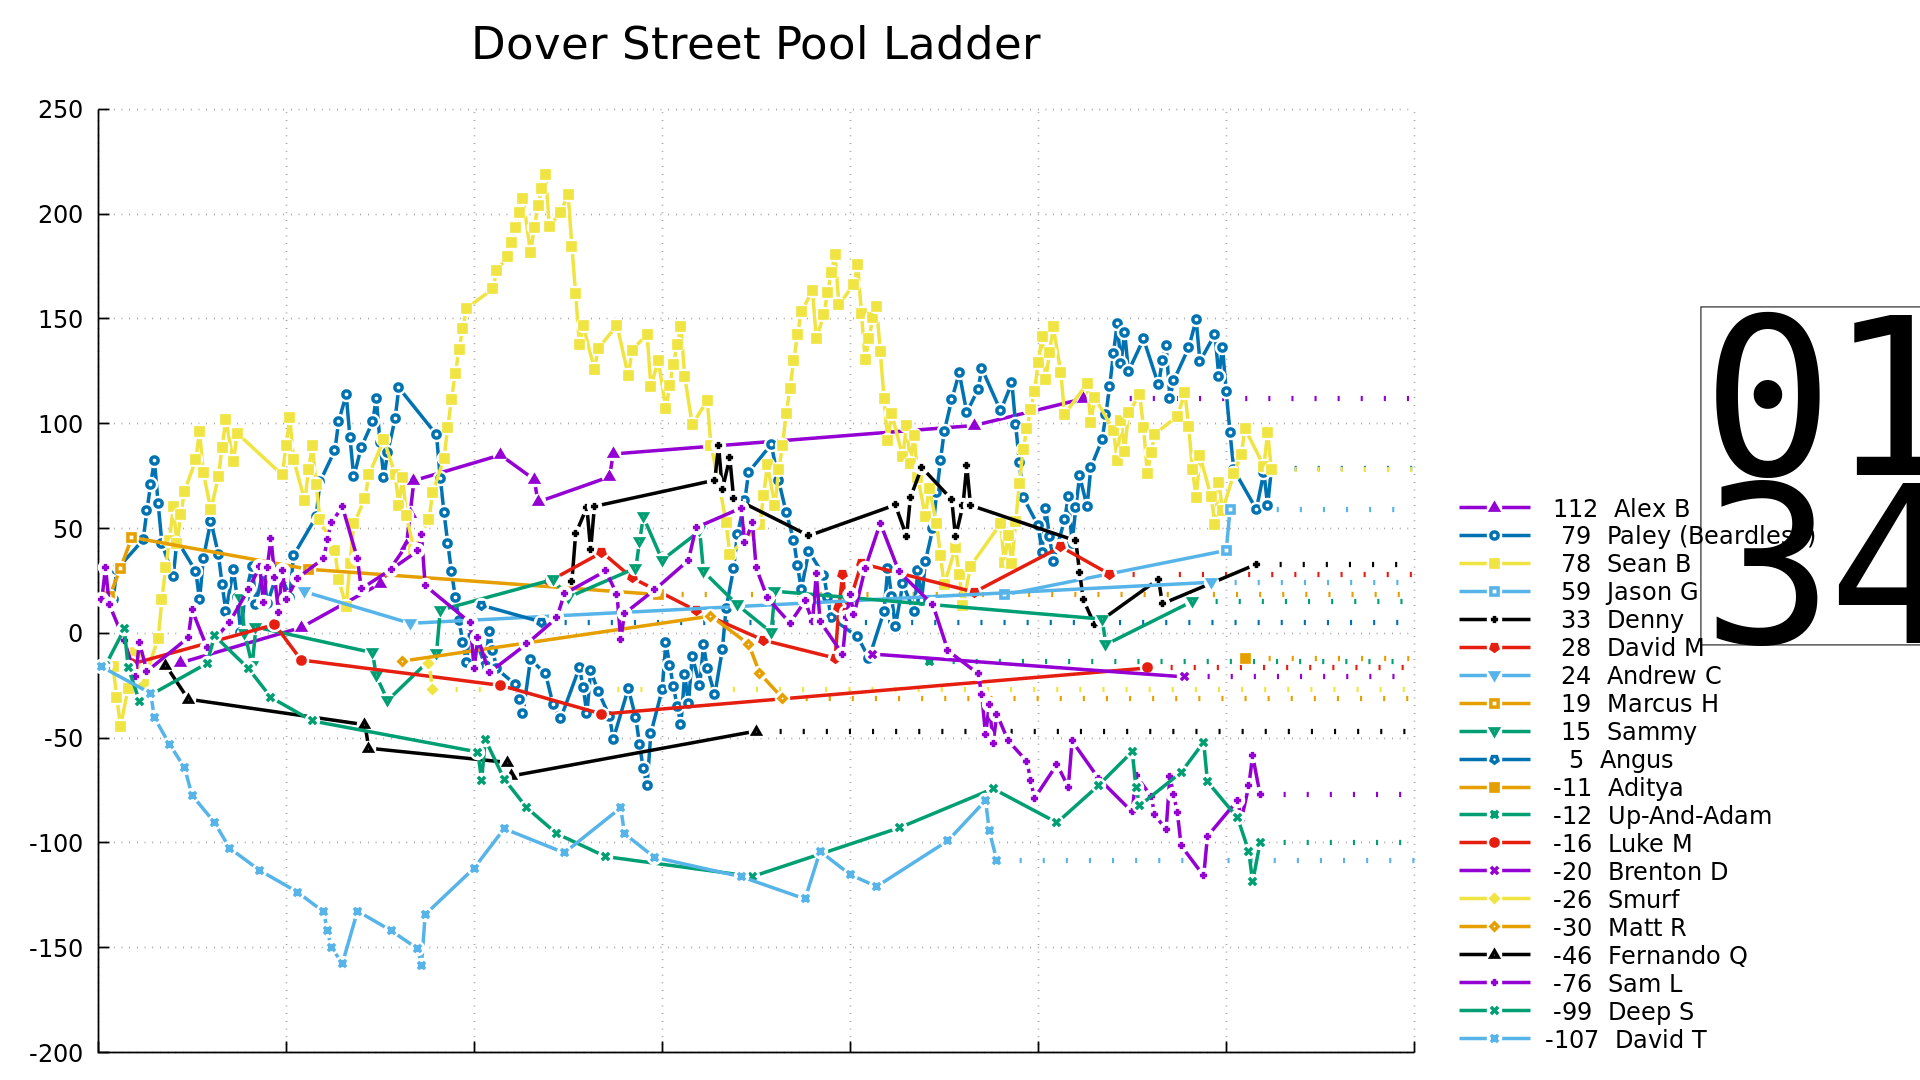 Dover Street Pool Ladder
250
200
150
100
50
0
-50
-100
-150
-200
112 Alex B
79 Paley (Beardless)
78 Sean B
59 Jason G
33 Denny
28 David M
24 Andrew C
19 Marcus H
15 Sammy
5 Angus
-11 Aditya
-12 Up-And-Adam
-16 Luke M
-20 Brenton D
-26 Smurf
-30 Matt R
-46 Fernando Q
-76 Sam L
-99 Deep S
-107 David T
01
34